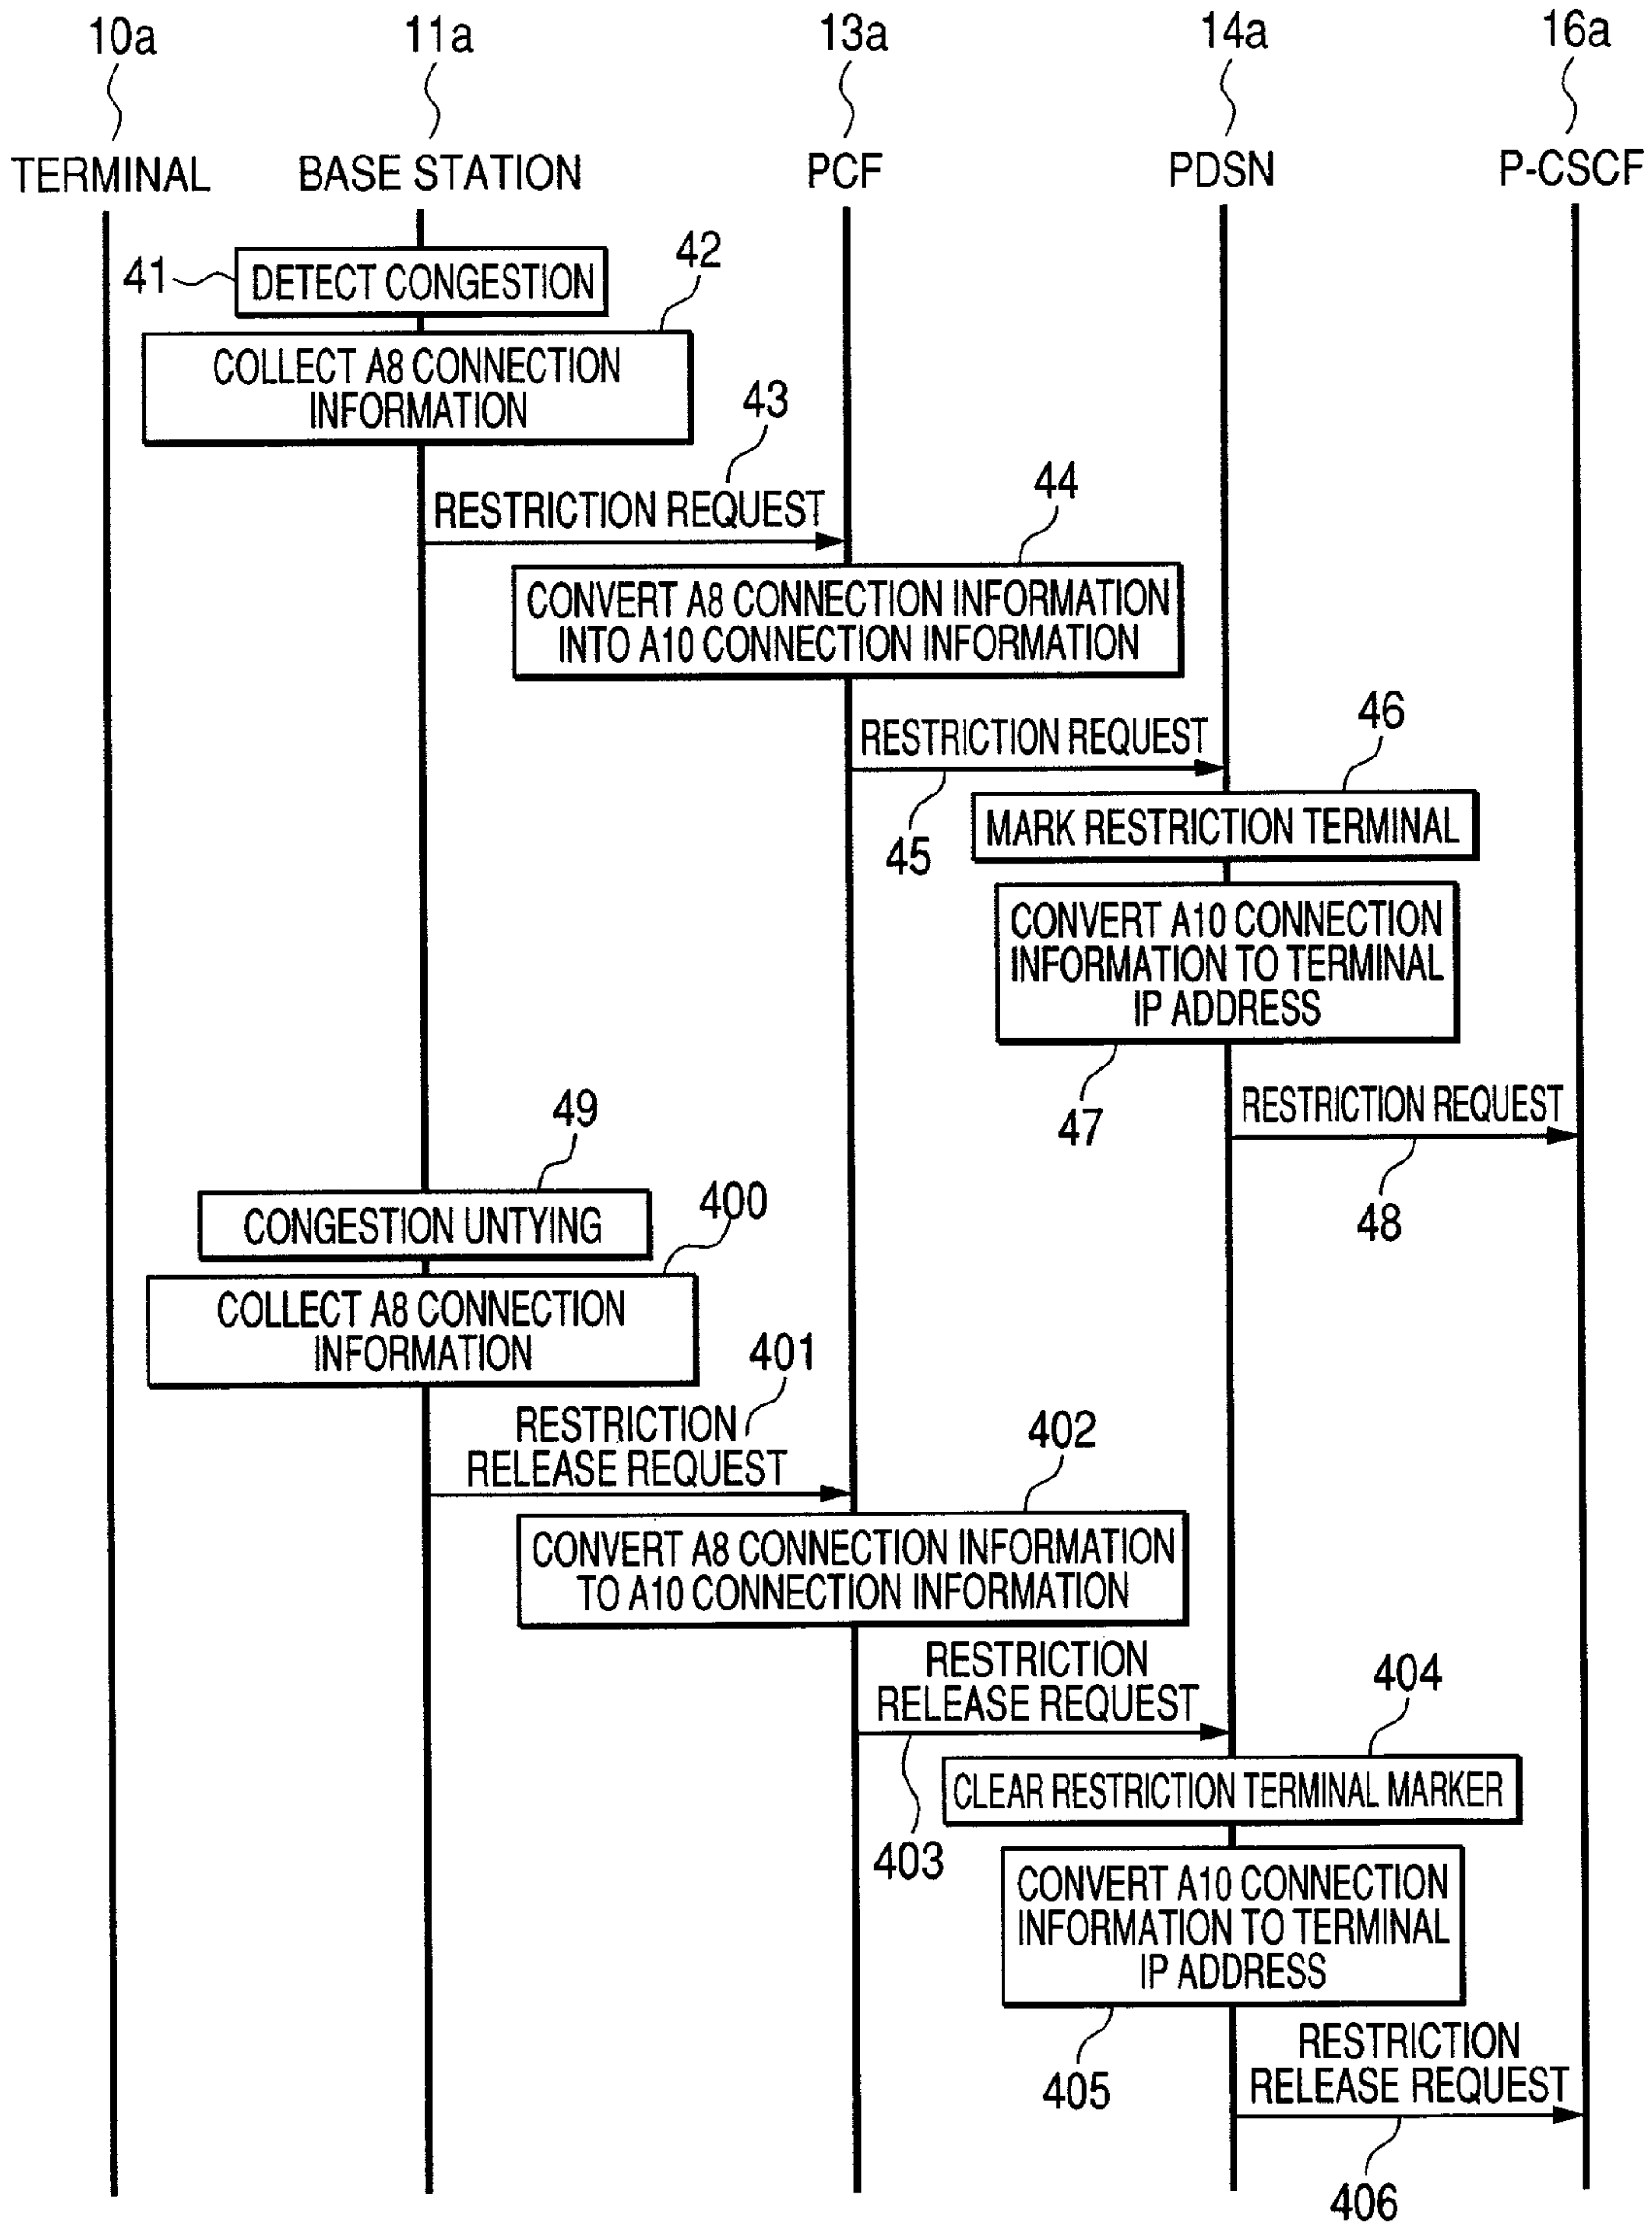 10a
11a
13a
14a
16a
TERMINAL
BASE STATION
PCF
PDSN
P-CSCF
41
DETECT CONGESTION
42
COLLECT A8 CONNECTION
INFORMATION
43
RESTRICTION REQUEST
44
CONVERT A8 CONNECTION INFORMATION
INTO A10 CONNECTION INFORMATION
RESTRICTION REQUEST
45
46
MARK RESTRICTION TERMINAL
CONVERT A10 CONNECTION
INFORMATION TO TERMINAL
IP ADDRESS
47
RESTRICTION REQUEST
48
49
CONGESTION UNTYING
400
COLLECT A8 CONNECTION
INFORMATION
401
RESTRICTION
RELEASE REQUEST
402
CONVERT A8 CONNECTION INFORMATION
TO A10 CONNECTION INFORMATION
RESTRICTION
RELEASE REQUEST
403
404
CLEAR RESTRICTION TERMINAL MARKER
CONVERT A10 CONNECTION
INFORMATION TO TERMINAL
IP ADDRESS
405
RESTRICTION
RELEASE REQUEST
406